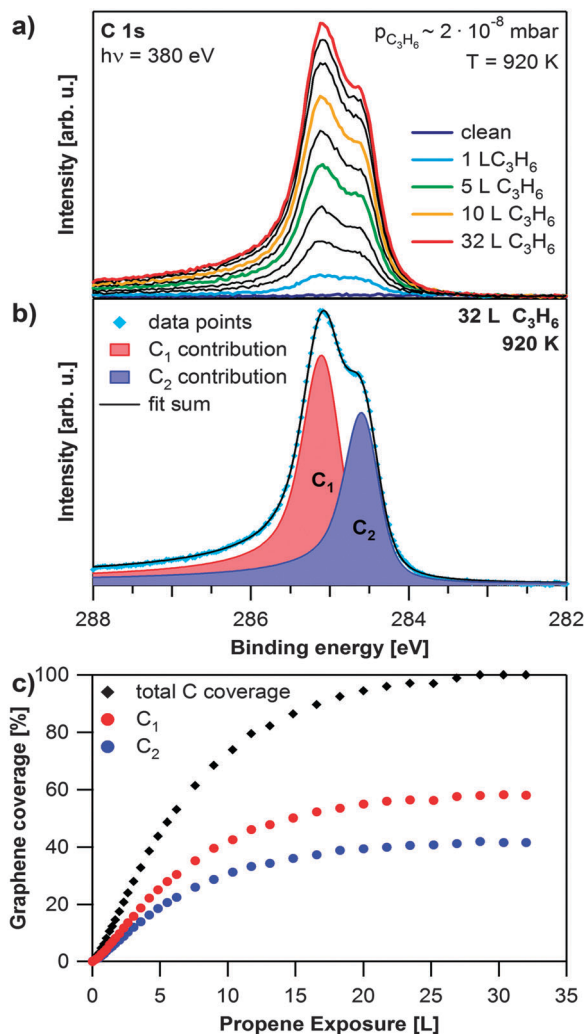 a)
C 1s
hν = 380 eV
p_C₃H₆ ~ 2 · 10⁻⁸ mbar
T = 920 K
clean
1 LC₃H₆
5 L C₃H₆
10 L C₃H₆
32 L C₃H₆
Intensity [arb. u.]
b)
data points
C₁ contribution
C₂ contribution
fit sum
32 L C₃H₆
920 K
C₁
C₂
Intensity [arb. u.]
288 286 284 282
Binding energy [eV]
c)
total C coverage
C₁
C₂
Graphene coverage [%]
100
80
60
40
20
0
0 5 10 15 20 25 30 35
Propene Exposure [L]